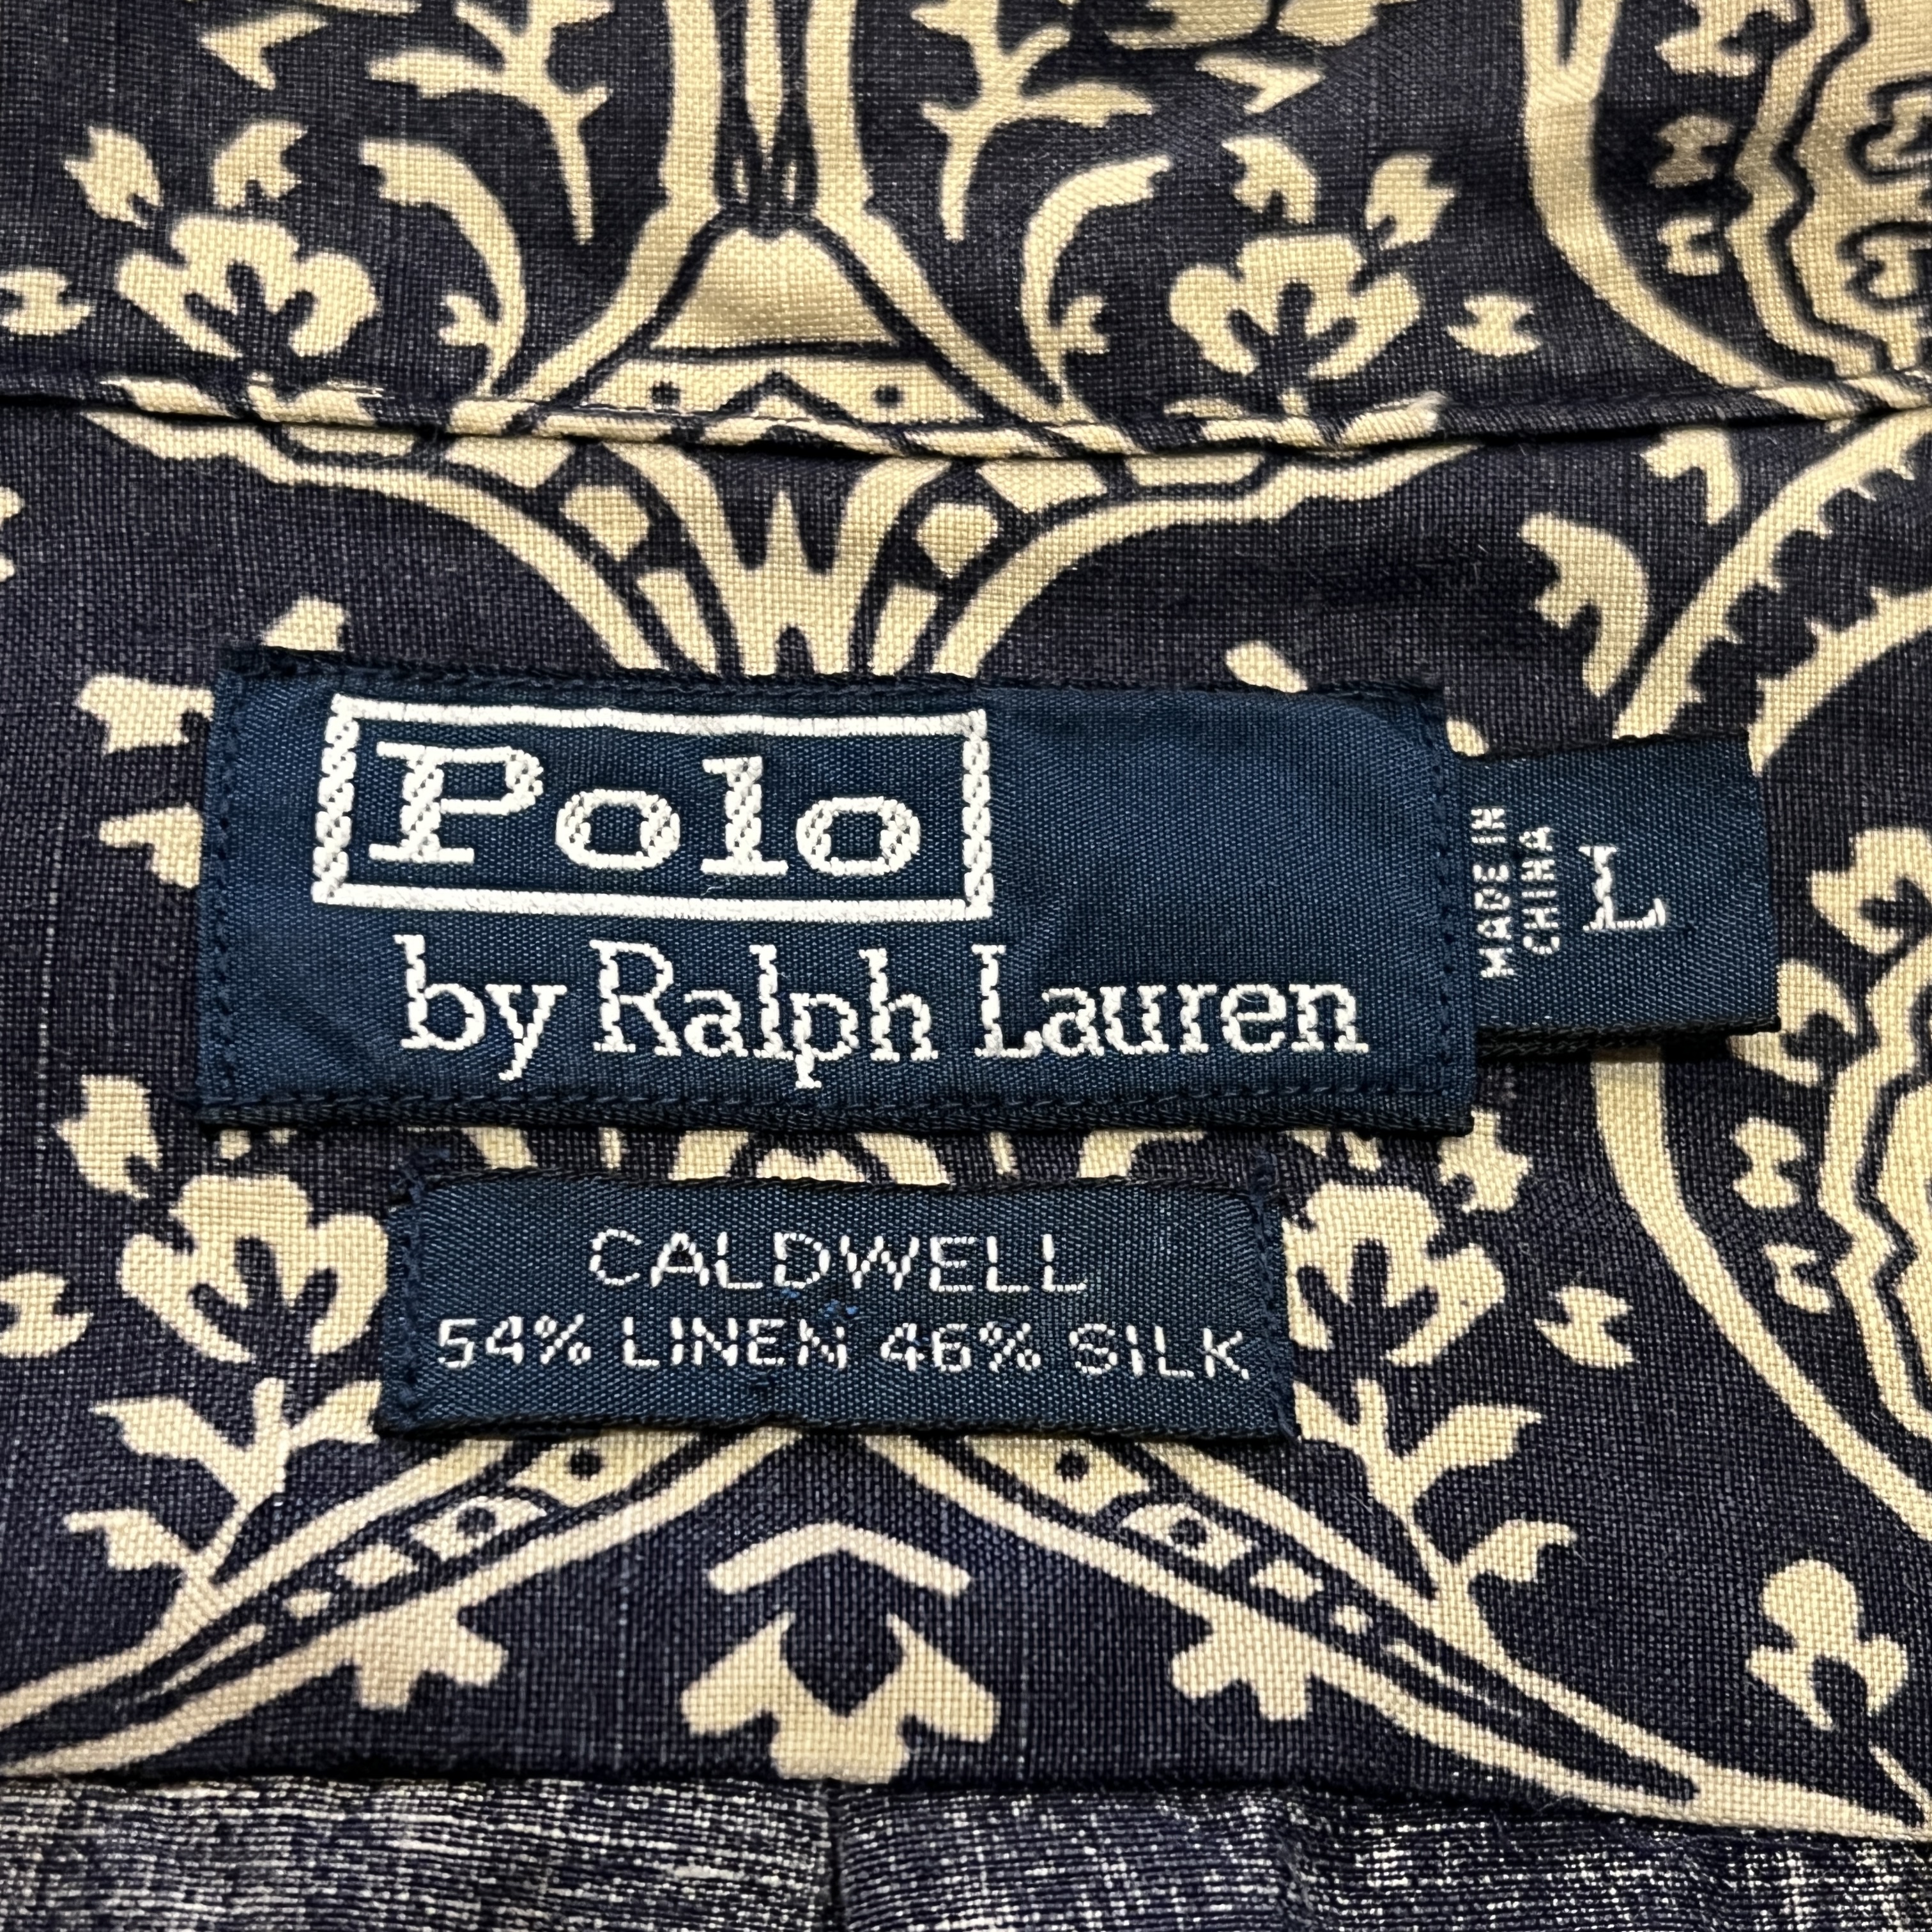 Polo
by Ralph Lauren
MADE IN
CHINA
L
CALDWELL
54% LINEN 46% SILK